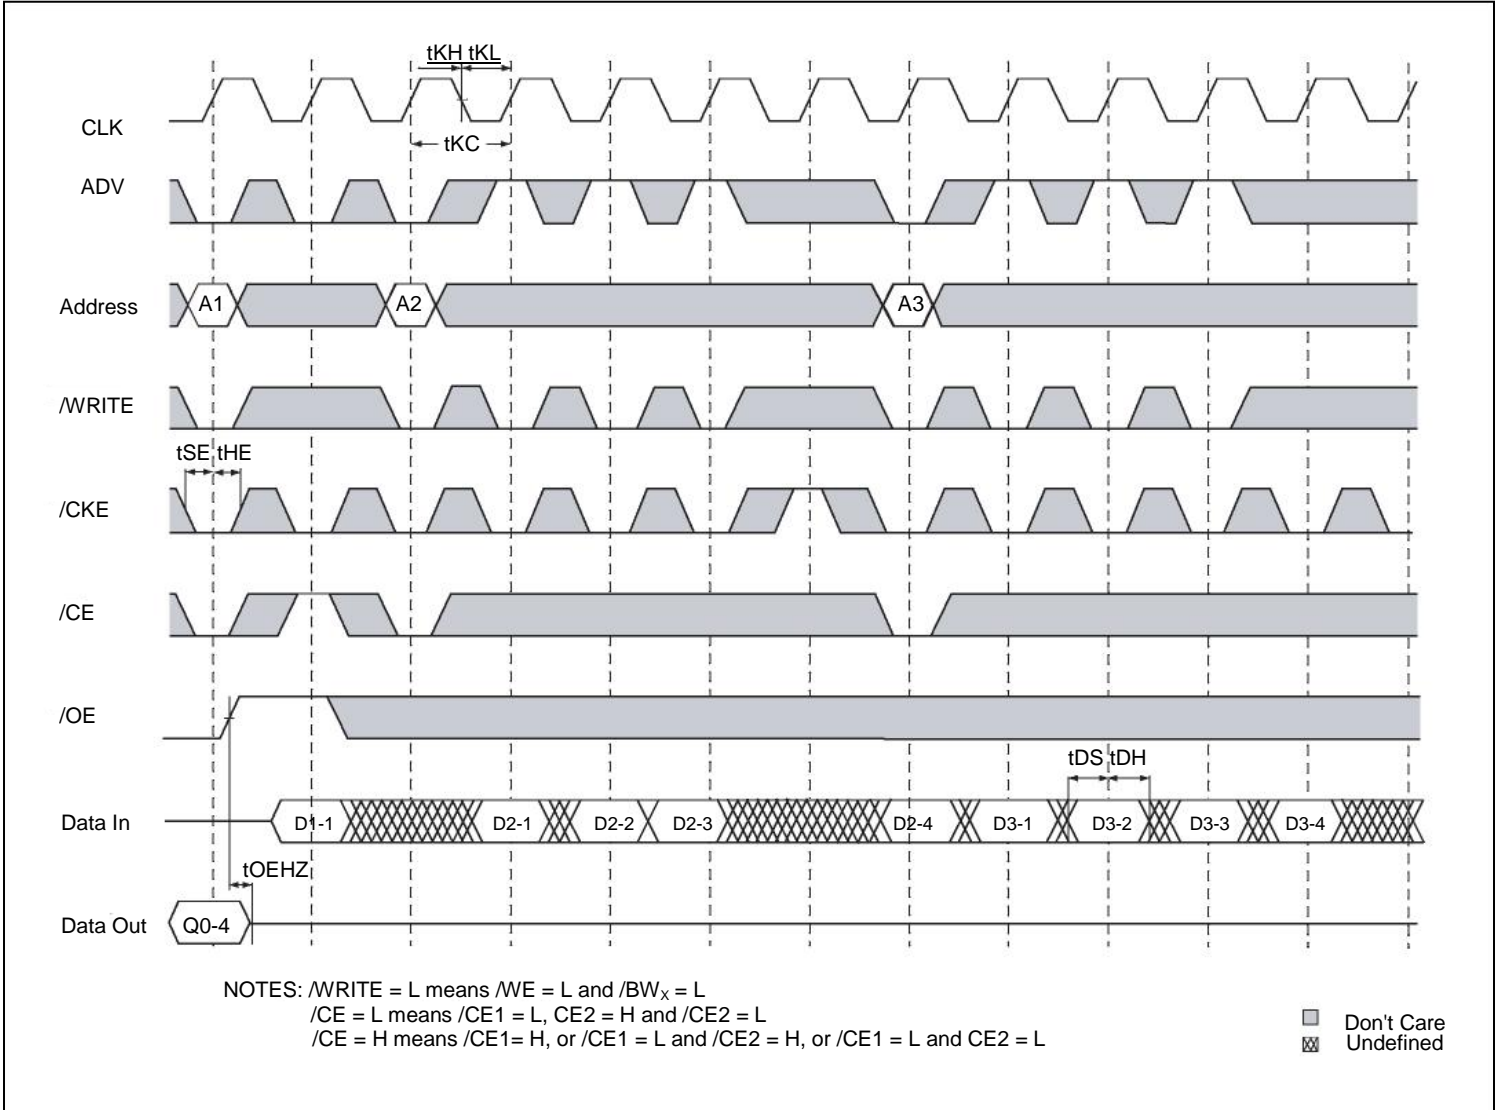 tKH tKL
CLK
tKC
ADV
Address A1 A2 A3
/WRITE
tSE tHE
/CKE
/CE
/OE
tDS tDH
Data In D1-1 D2-1 D2-2 D2-3 D2-4 D3-1 D3-2 D3-3 D3-4
tOEHZ
Data Out Q0-4
NOTES: /WRITE = L means /WE = L and /BWX = L
/CE = L means /CE1 = L, CE2 = H and /CE2 = L
/CE = H means /CE1= H, or /CE1 = L and /CE2 = H, or /CE1 = L and CE2 = L
Don't Care
Undefined